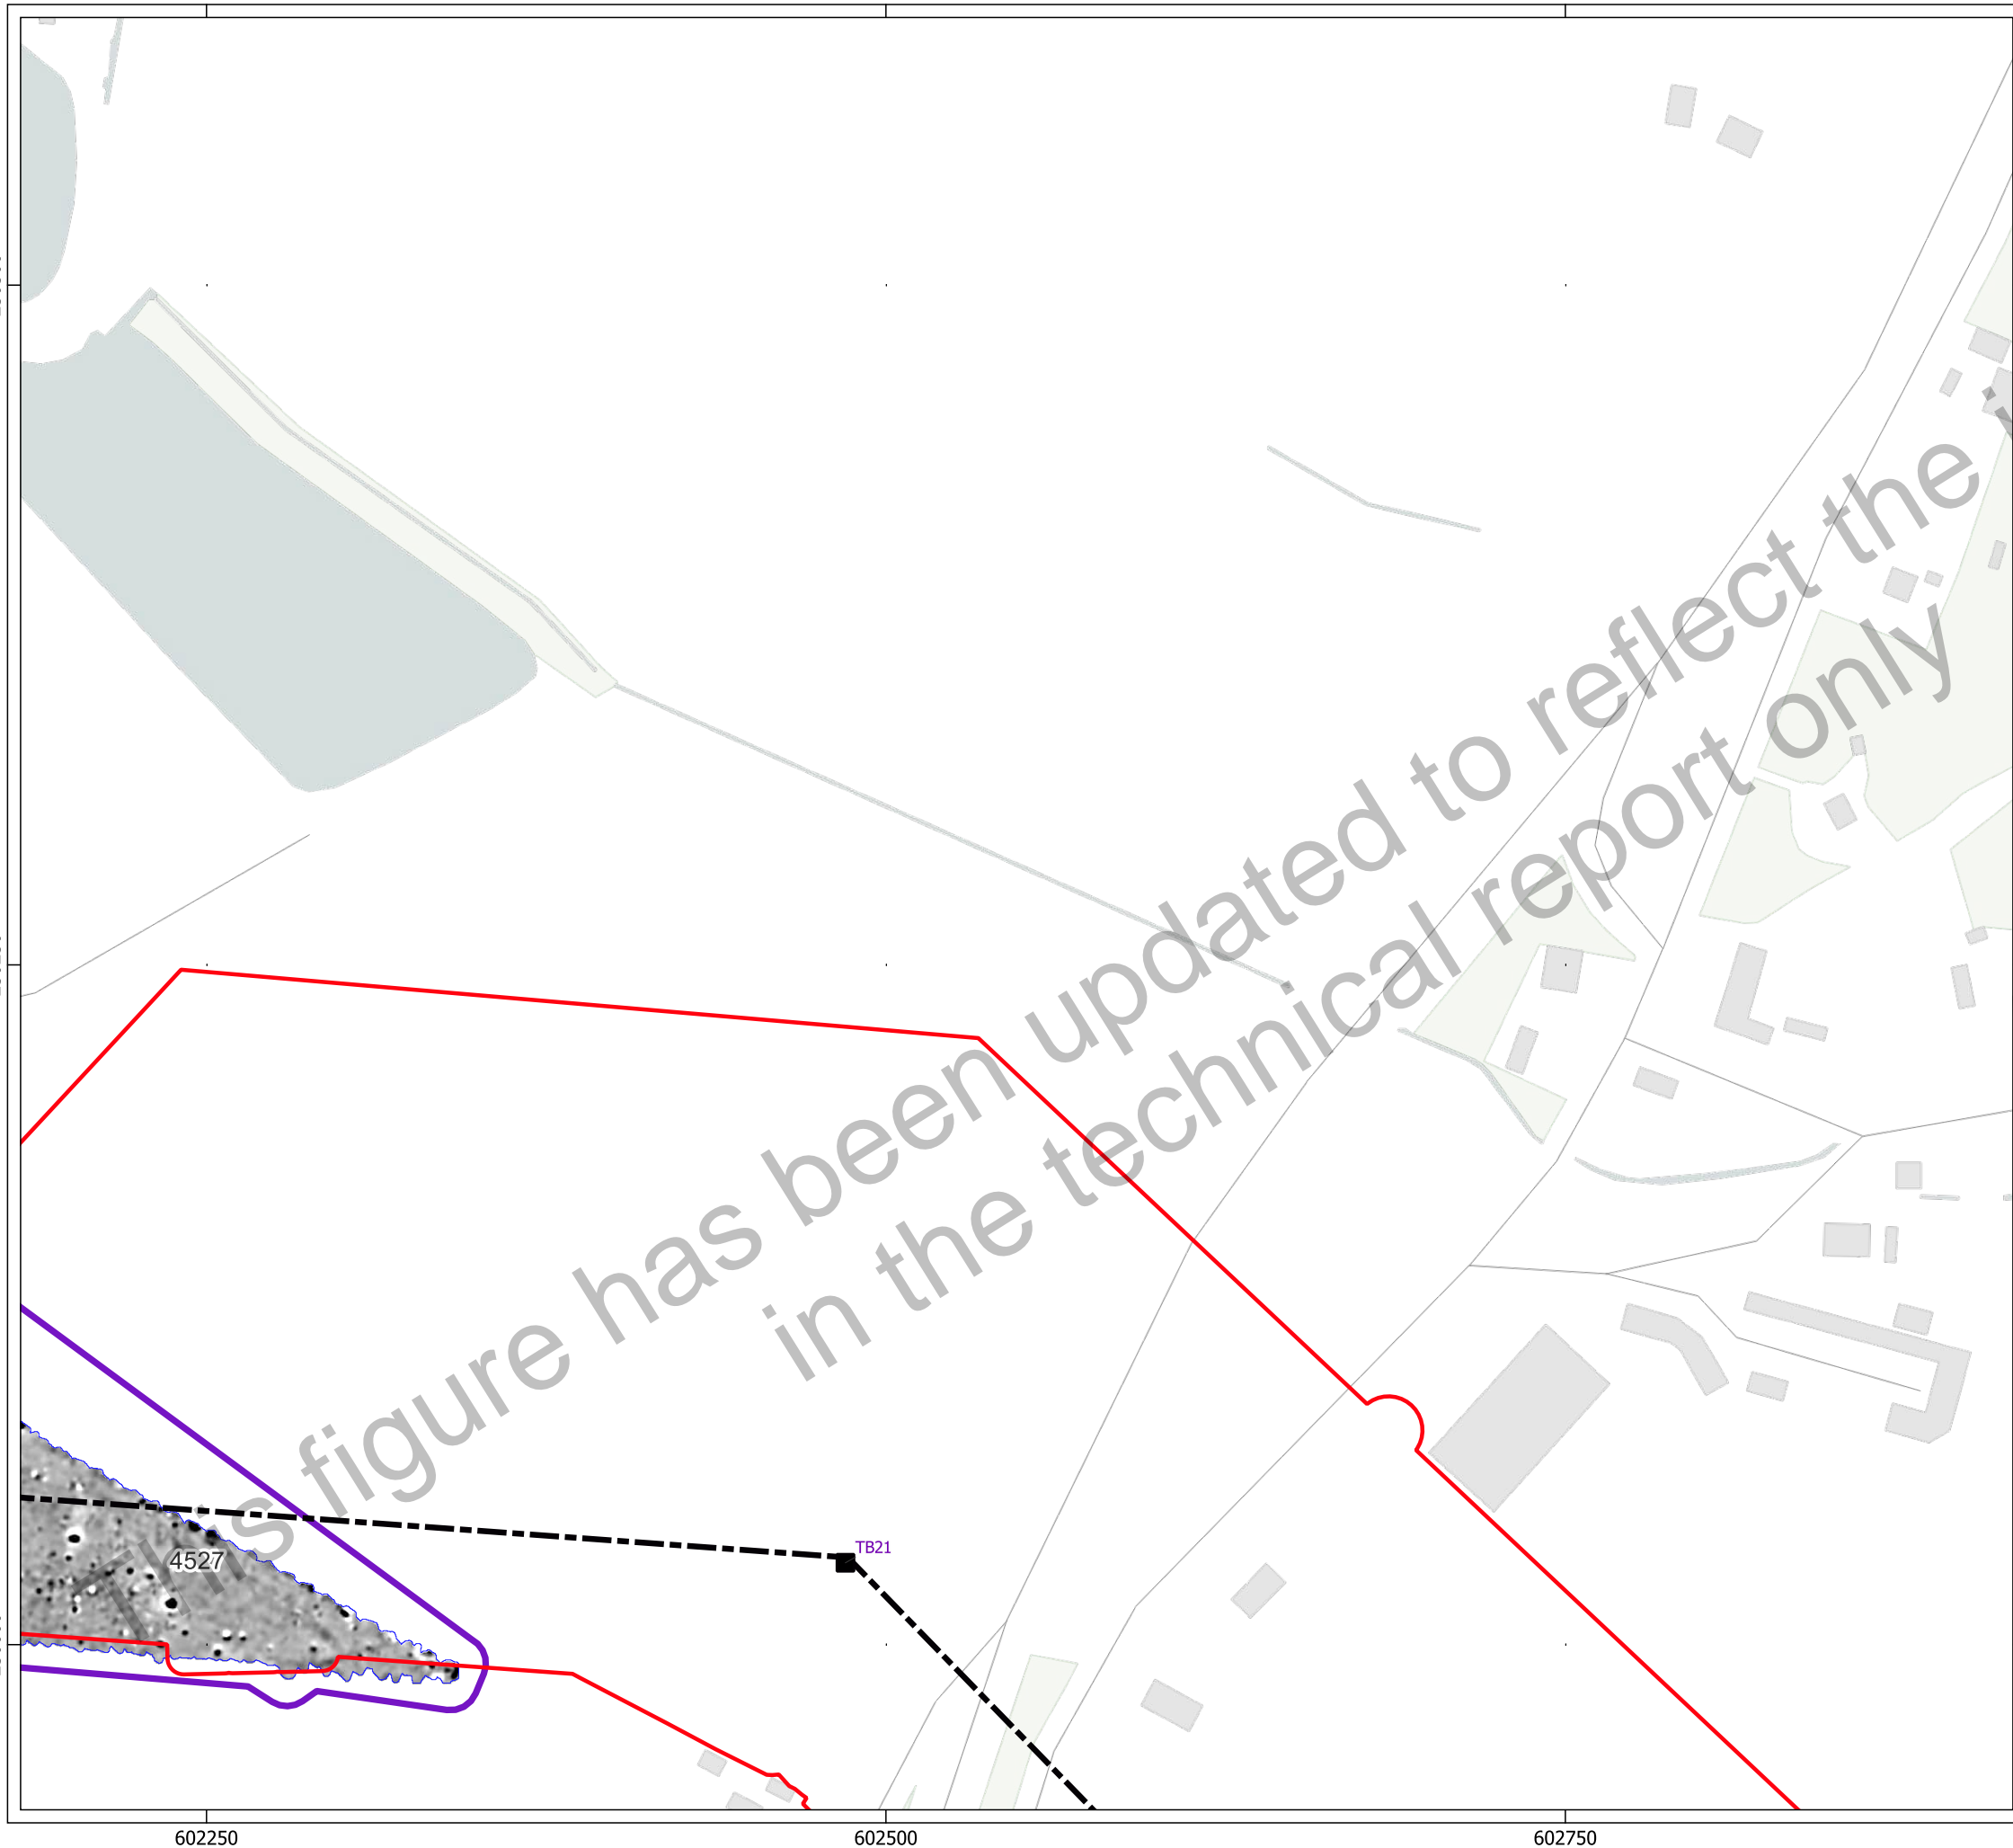 This figure has been updated to reflect the
in the technical report only
TB21
4527
602250
602500
602750